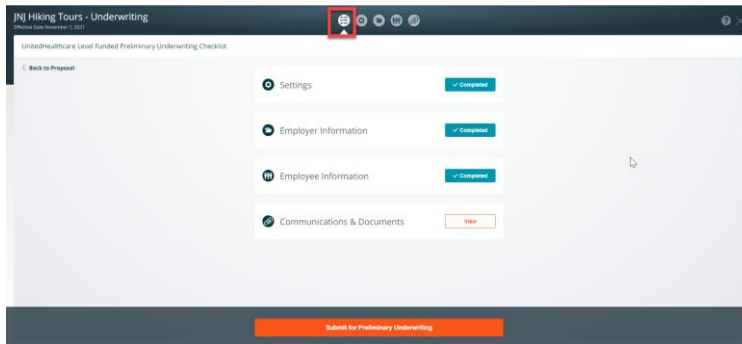 JNJ Hiking Tours - Underwriting
Effective Date November 1, 2021
UnitedHealthcare Level Funded Preliminary Underwriting Checklist
Back to Proposal
Settings
Completed
Employer Information
Completed
Employee Information
Completed
Communications & Documents
View
Submit for Preliminary Underwriting